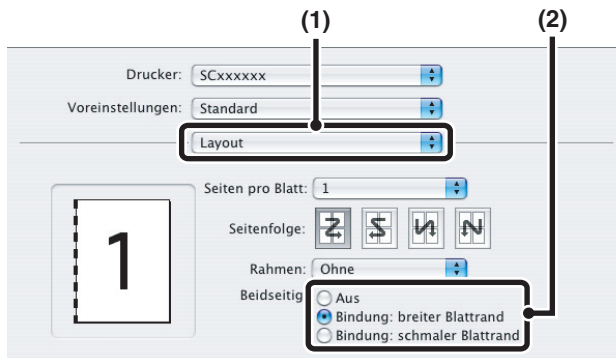 (1) (2)
Drucker: SCxxxxxx
Voreinstellungen: Standard
Layout
Seiten pro Blatt: 1
Seitenfolge:
Rahmen: Ohne
Beidseitig Aus
Bindung: breiter Blattrand
Bindung: schmaler Blattrand
1